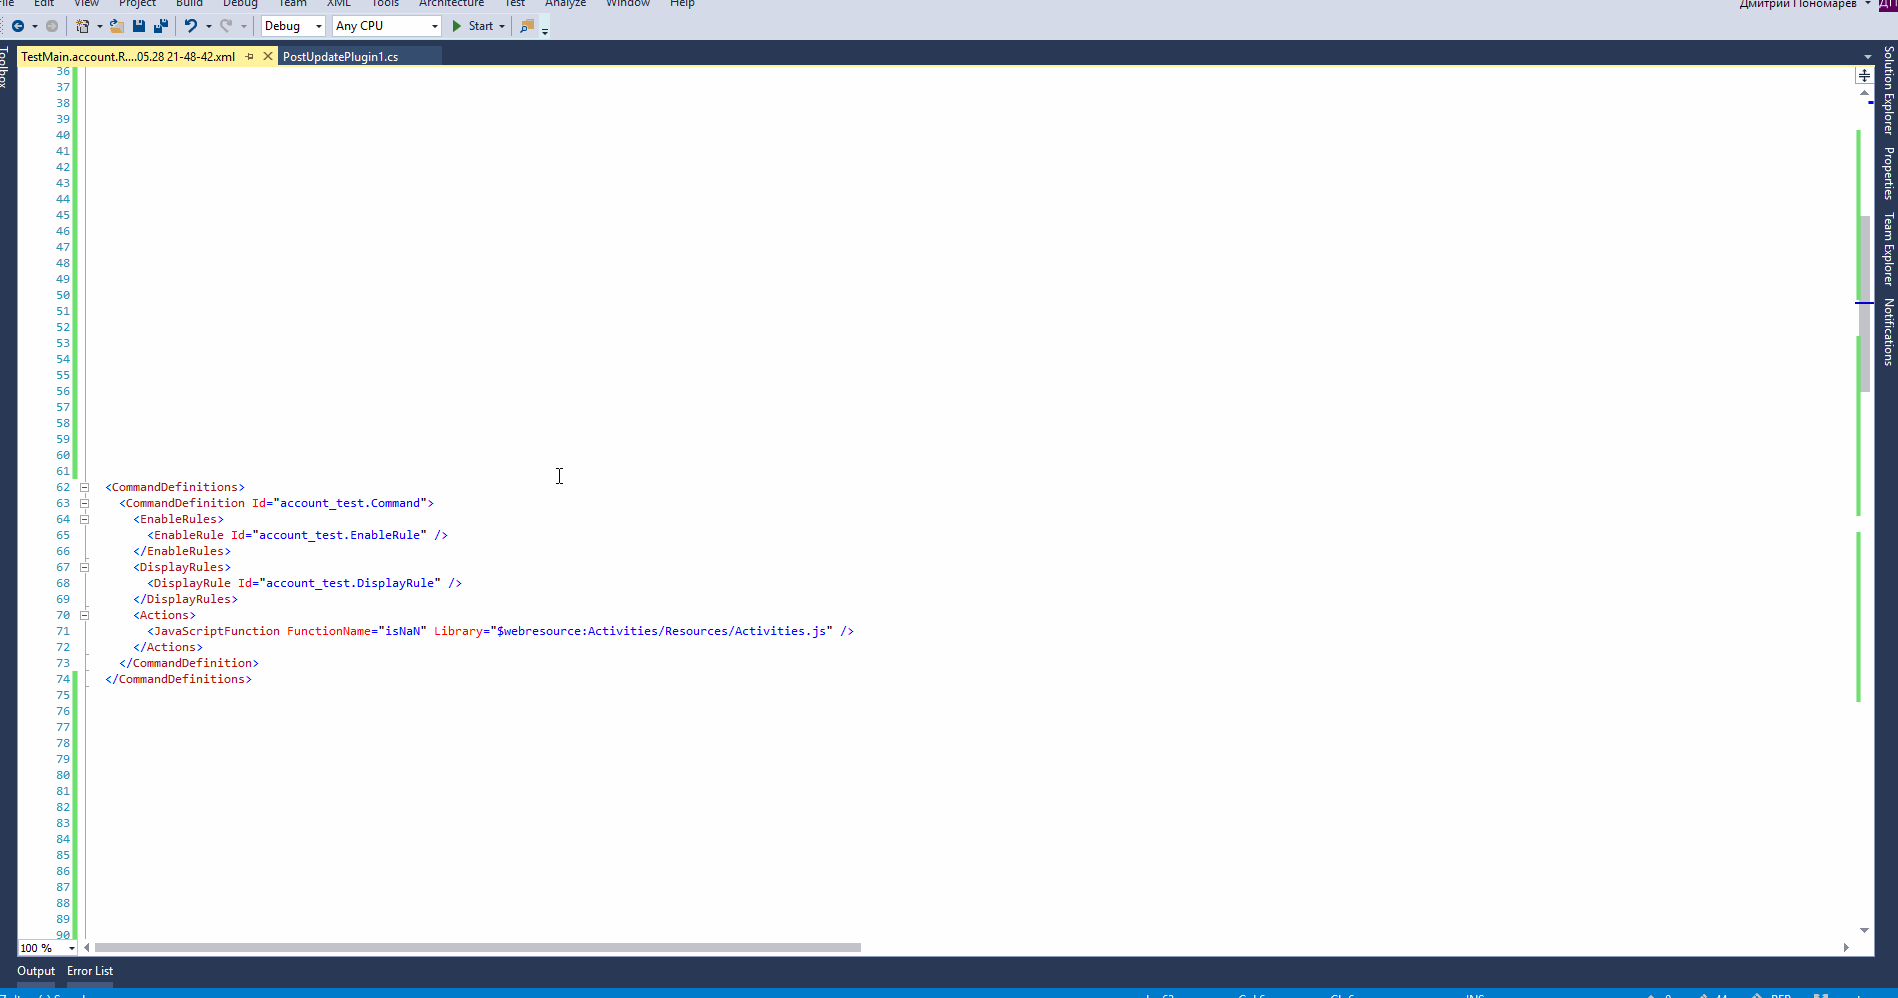 File Edit View Project Build Debug Team XML Tools Architecture Test Analyze Window Help Дмитрий Пономарев ДП
Debug Any CPU Start
TestMain.account.R....05.28 21-48-42.xml PostUpdatePlugin1.cs
Toolbox
36
37
38
39
40
41
42
43
44
45
46
47
48
49
50
51
52
53
54
55
56
57
58
59
60
61
62 <CommandDefinitions>
63 <CommandDefinition Id="account_test.Command">
64 <EnableRules>
65 <EnableRule Id="account_test.EnableRule" />
66 </EnableRules>
67 <DisplayRules>
68 <DisplayRule Id="account_test.DisplayRule" />
69 </DisplayRules>
70 <Actions>
71 <JavaScriptFunction FunctionName="isNaN" Library="$webresource:Activities/Resources/Activities.js" />
72 </Actions>
73 </CommandDefinition>
74 </CommandDefinitions>
75
76
77
78
79
80
81
82
83
84
85
86
87
88
89
90
100 %
Solution Explorer
Properties
Team Explorer
Notifications
Output Error List